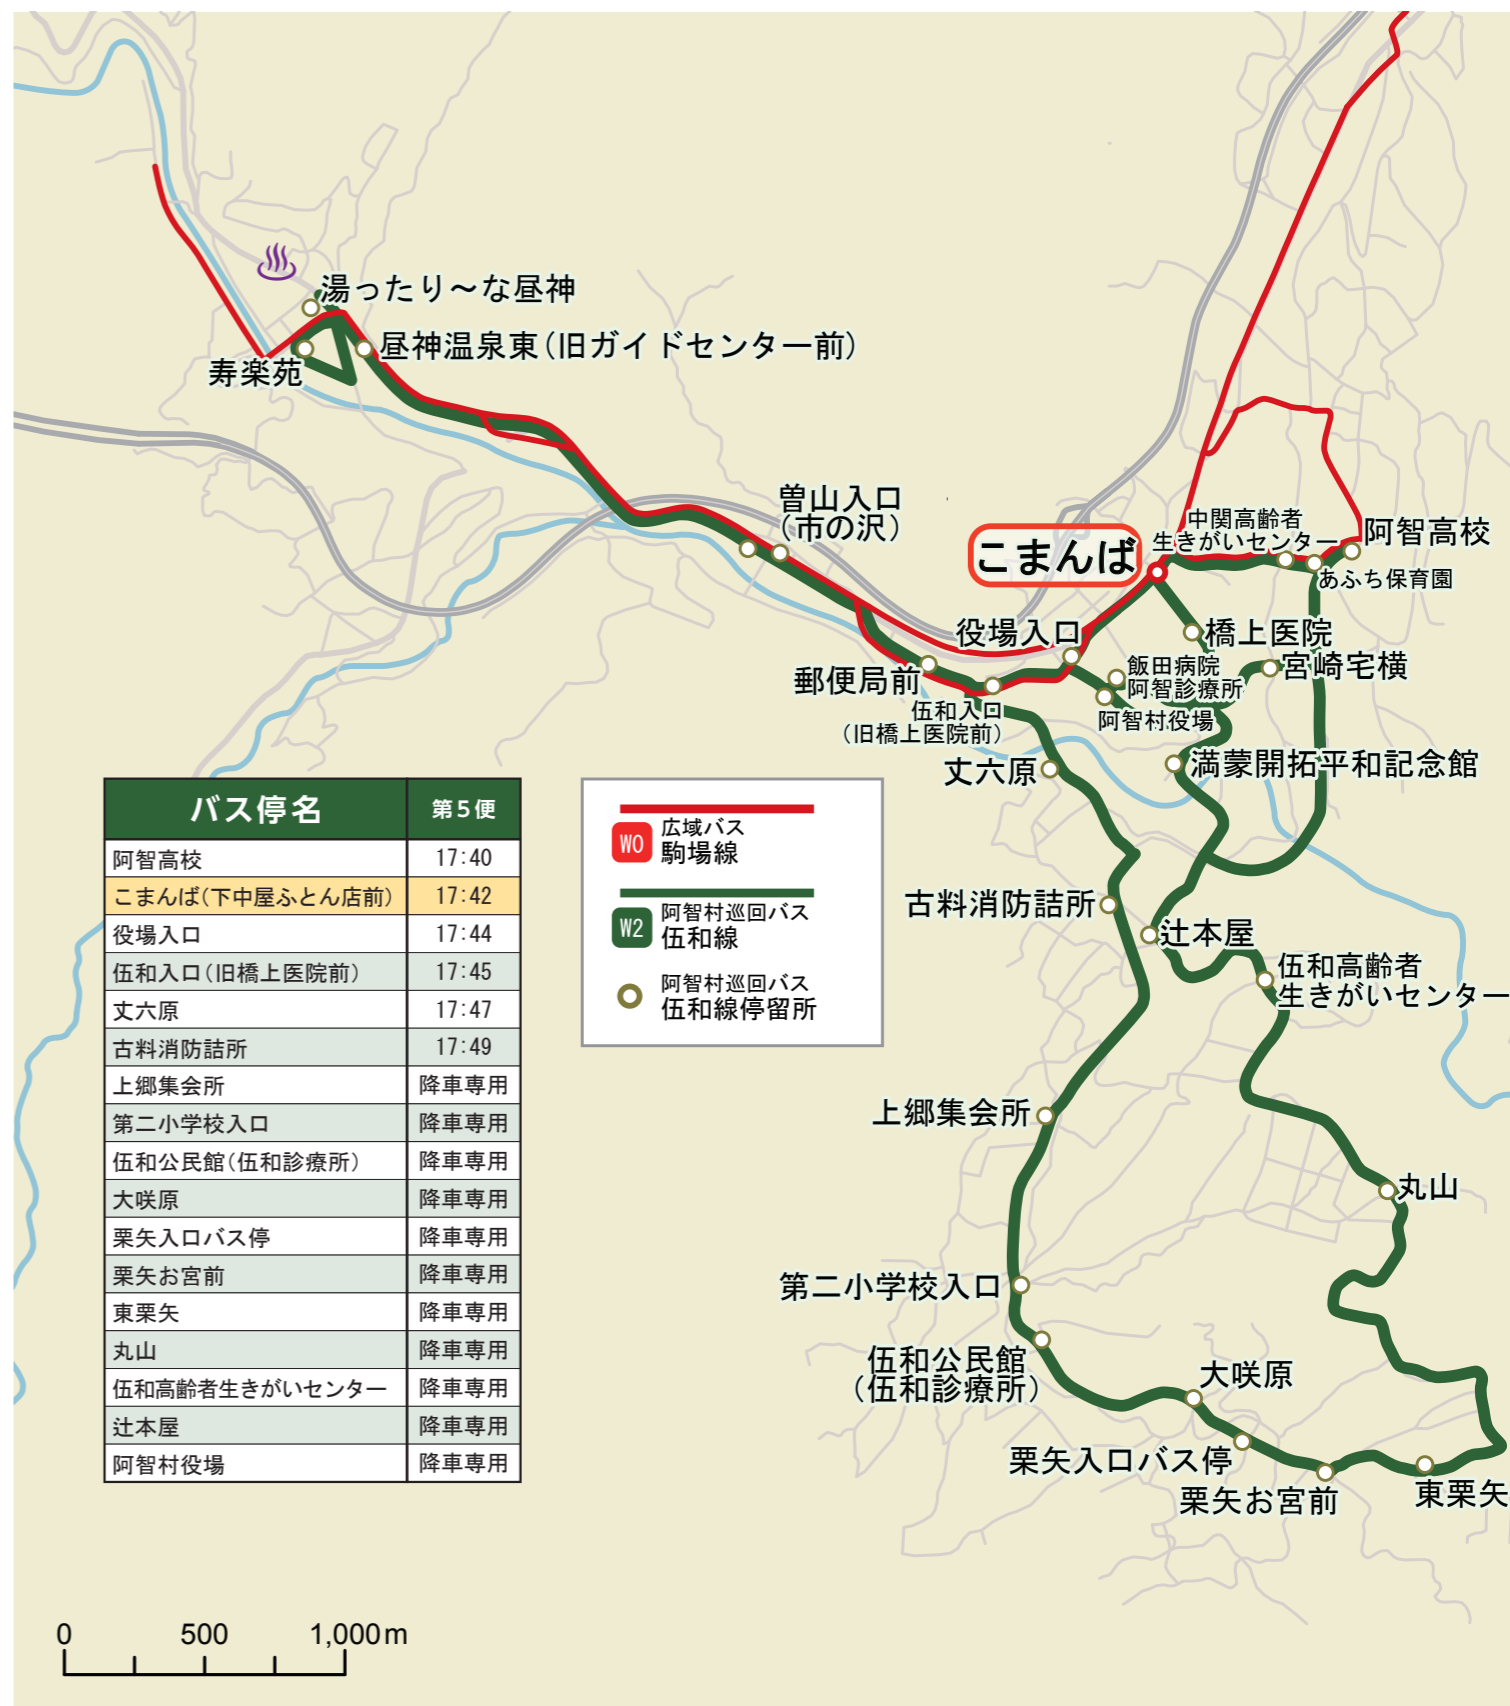 湯ったり～な昼神
昼神温泉東(旧ガイドセンター前)
寿楽苑
曽山入口
(市の沢)
こまんば
中関高齢者
生きがいセンター
阿智高校
あふち保育園
役場入口
橋上医院
宮崎宅横
飯田病院
阿智診療所
阿智村役場
郵便局前
伍和入口
(旧橋上医院前)
丈六原
満蒙開拓平和記念館
古料消防詰所
辻本屋
伍和高齢者
生きがいセンター
上郷集会所
丸山
第二小学校入口
伍和公民館
(伍和診療所)
大咲原
栗矢入口バス停
栗矢お宮前
東栗矢
バス停名 第5便
阿智高校 17:40
こまんば(下中屋ふとん店前) 17:42
役場入口 17:44
伍和入口(旧橋上医院前) 17:45
丈六原 17:47
古料消防詰所 17:49
上郷集会所 降車専用
第二小学校入口 降車専用
伍和公民館(伍和診療所) 降車専用
大咲原 降車専用
栗矢入口バス停 降車専用
栗矢お宮前 降車専用
東栗矢 降車専用
丸山 降車専用
伍和高齢者生きがいセンター 降車専用
辻本屋 降車専用
阿智村役場 降車専用
W0 広域バス
駒場線
W2 阿智村巡回バス
伍和線
阿智村巡回バス
伍和線停留所
0 500 1,000m